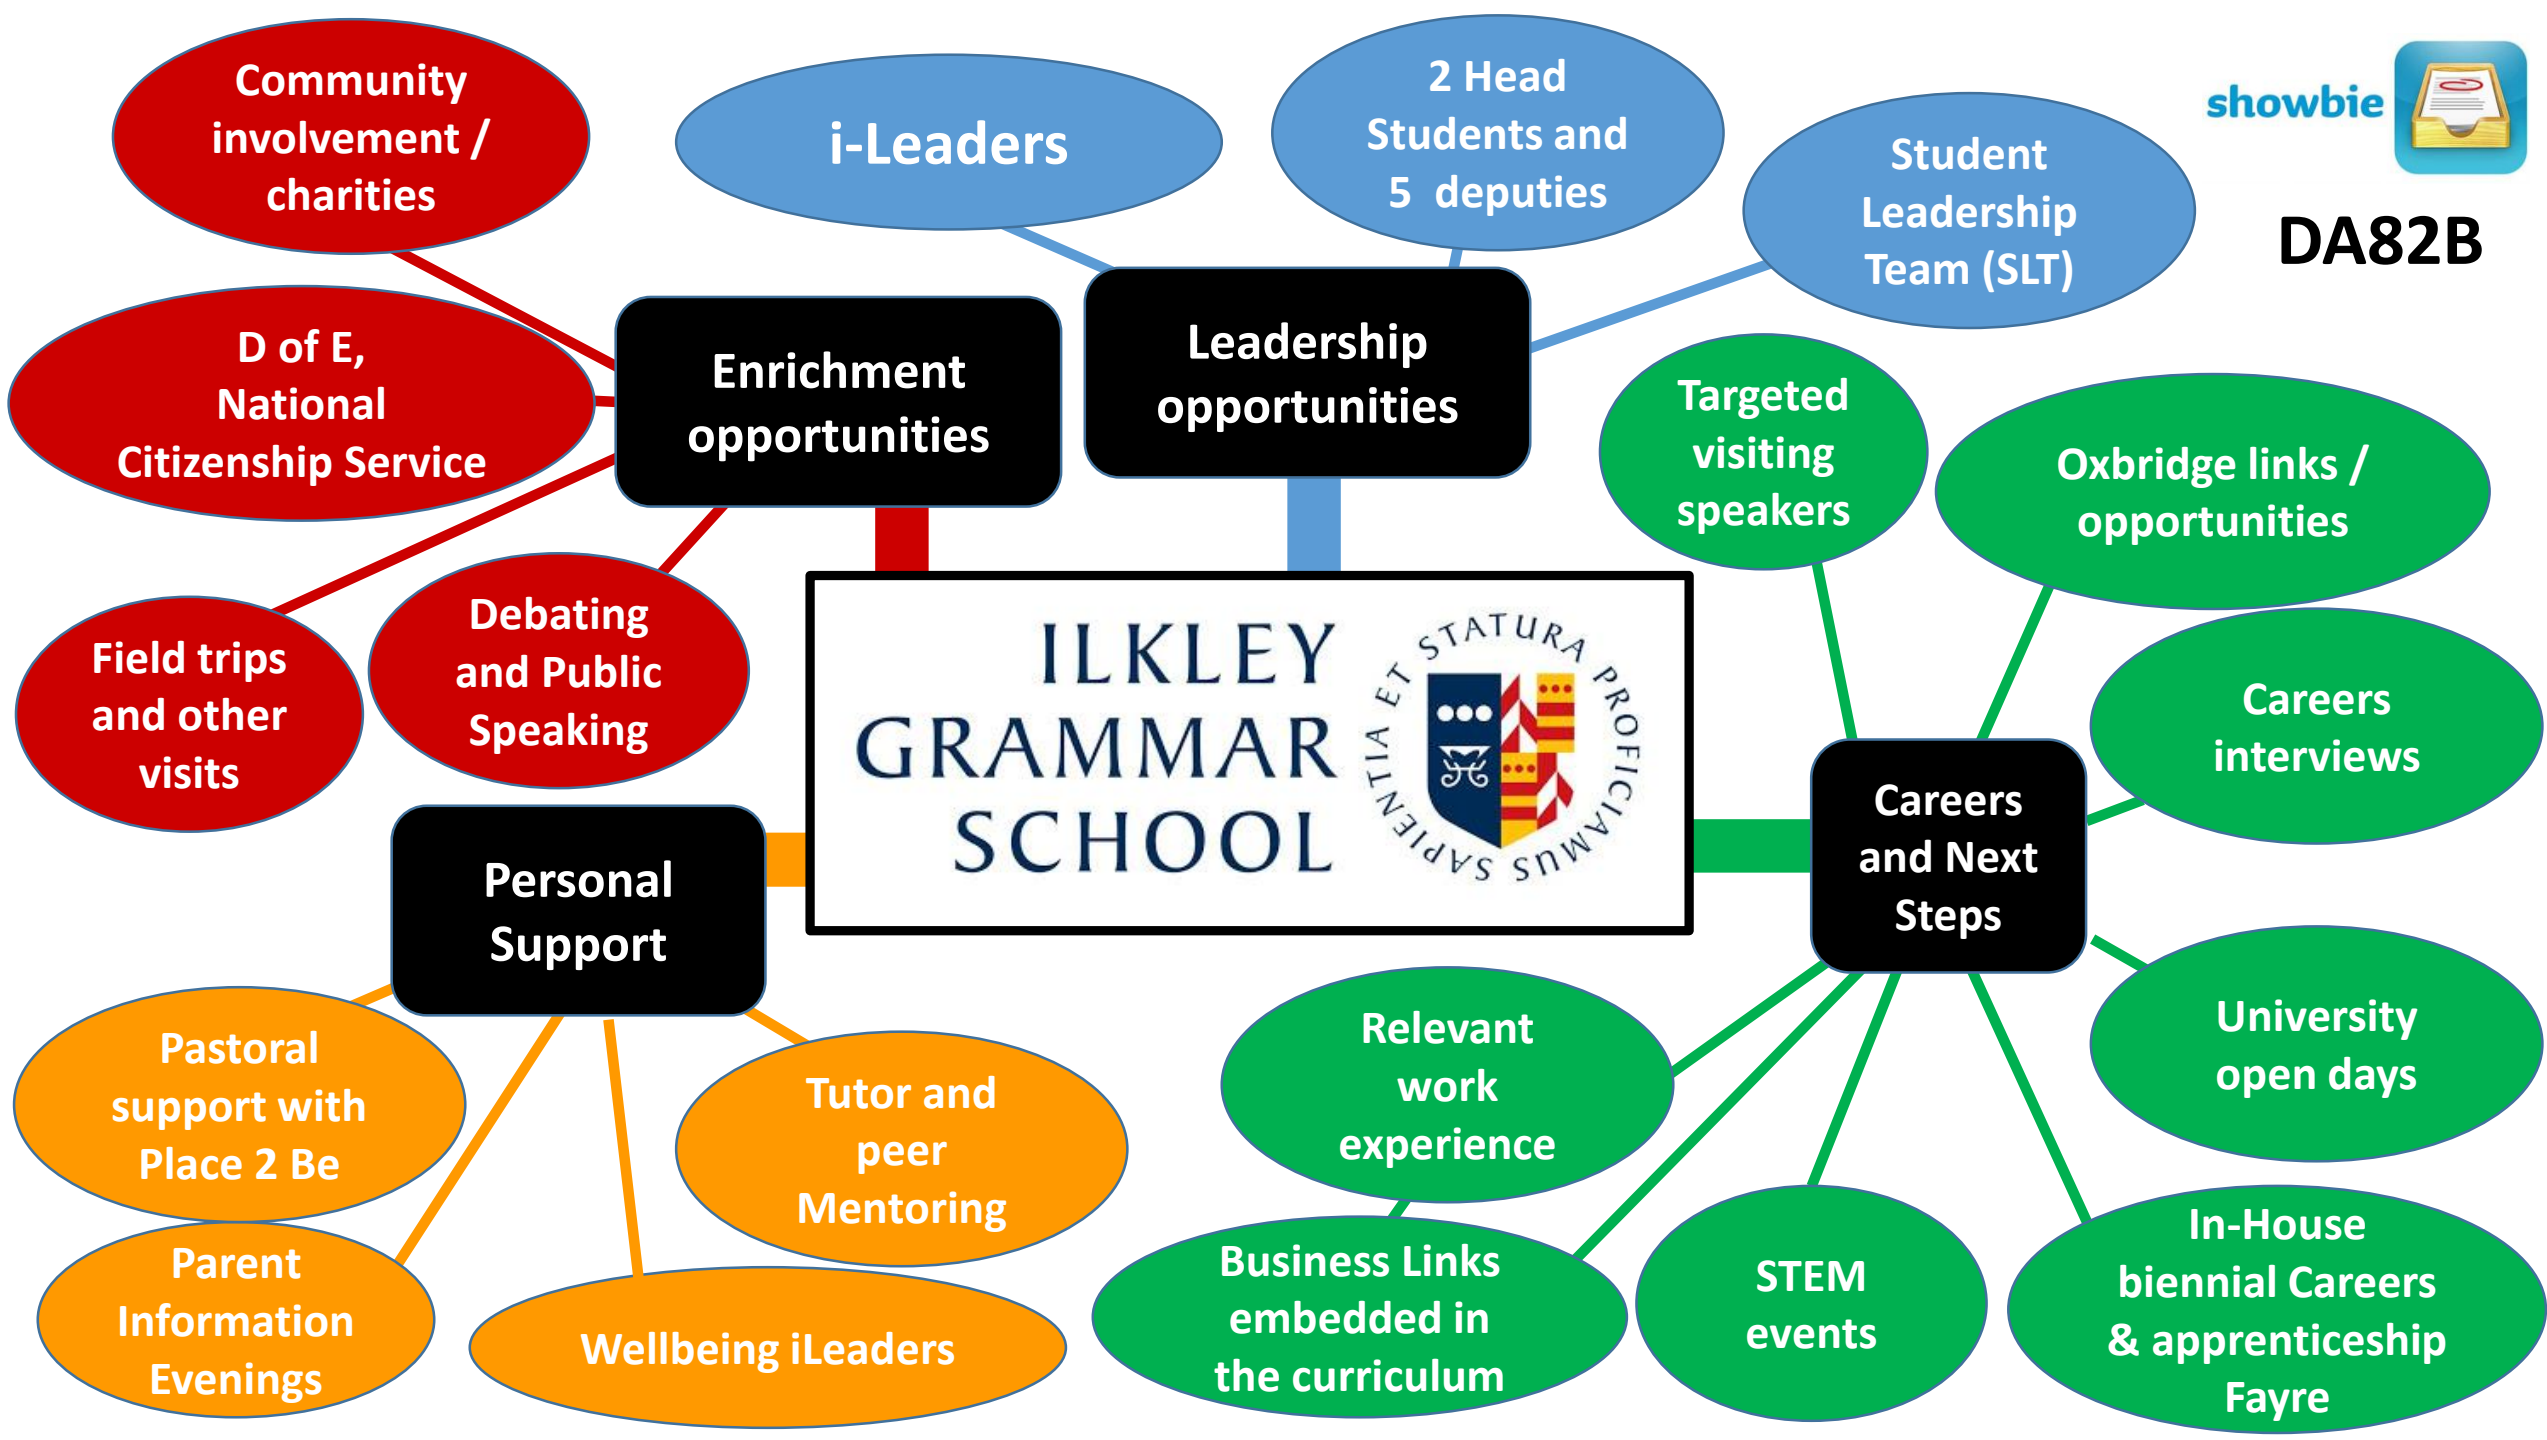 Community
involvement /
charities
i-Leaders
2 Head
Students and
5 deputies
Student
Leadership
Team (SLT)
showbie
DA82B
D of E,
National
Citizenship Service
Enrichment
opportunities
Leadership
opportunities
Targeted
visiting
speakers
Oxbridge links /
opportunities
Field trips
and other
visits
Debating
and Public
Speaking
ILKLEY
GRAMMAR
SCHOOL
SAPIENTIA ET STATURA PROFICIAMUS
Careers
interviews
Careers
and Next
Steps
Personal
Support
University
open days
Pastoral
support with
Place 2 Be
Tutor and
peer
Mentoring
Relevant
work
experience
Parent
Information
Evenings
Wellbeing iLeaders
Business Links
embedded in
the curriculum
STEM
events
In-House
biennial Careers
& apprenticeship
Fayre